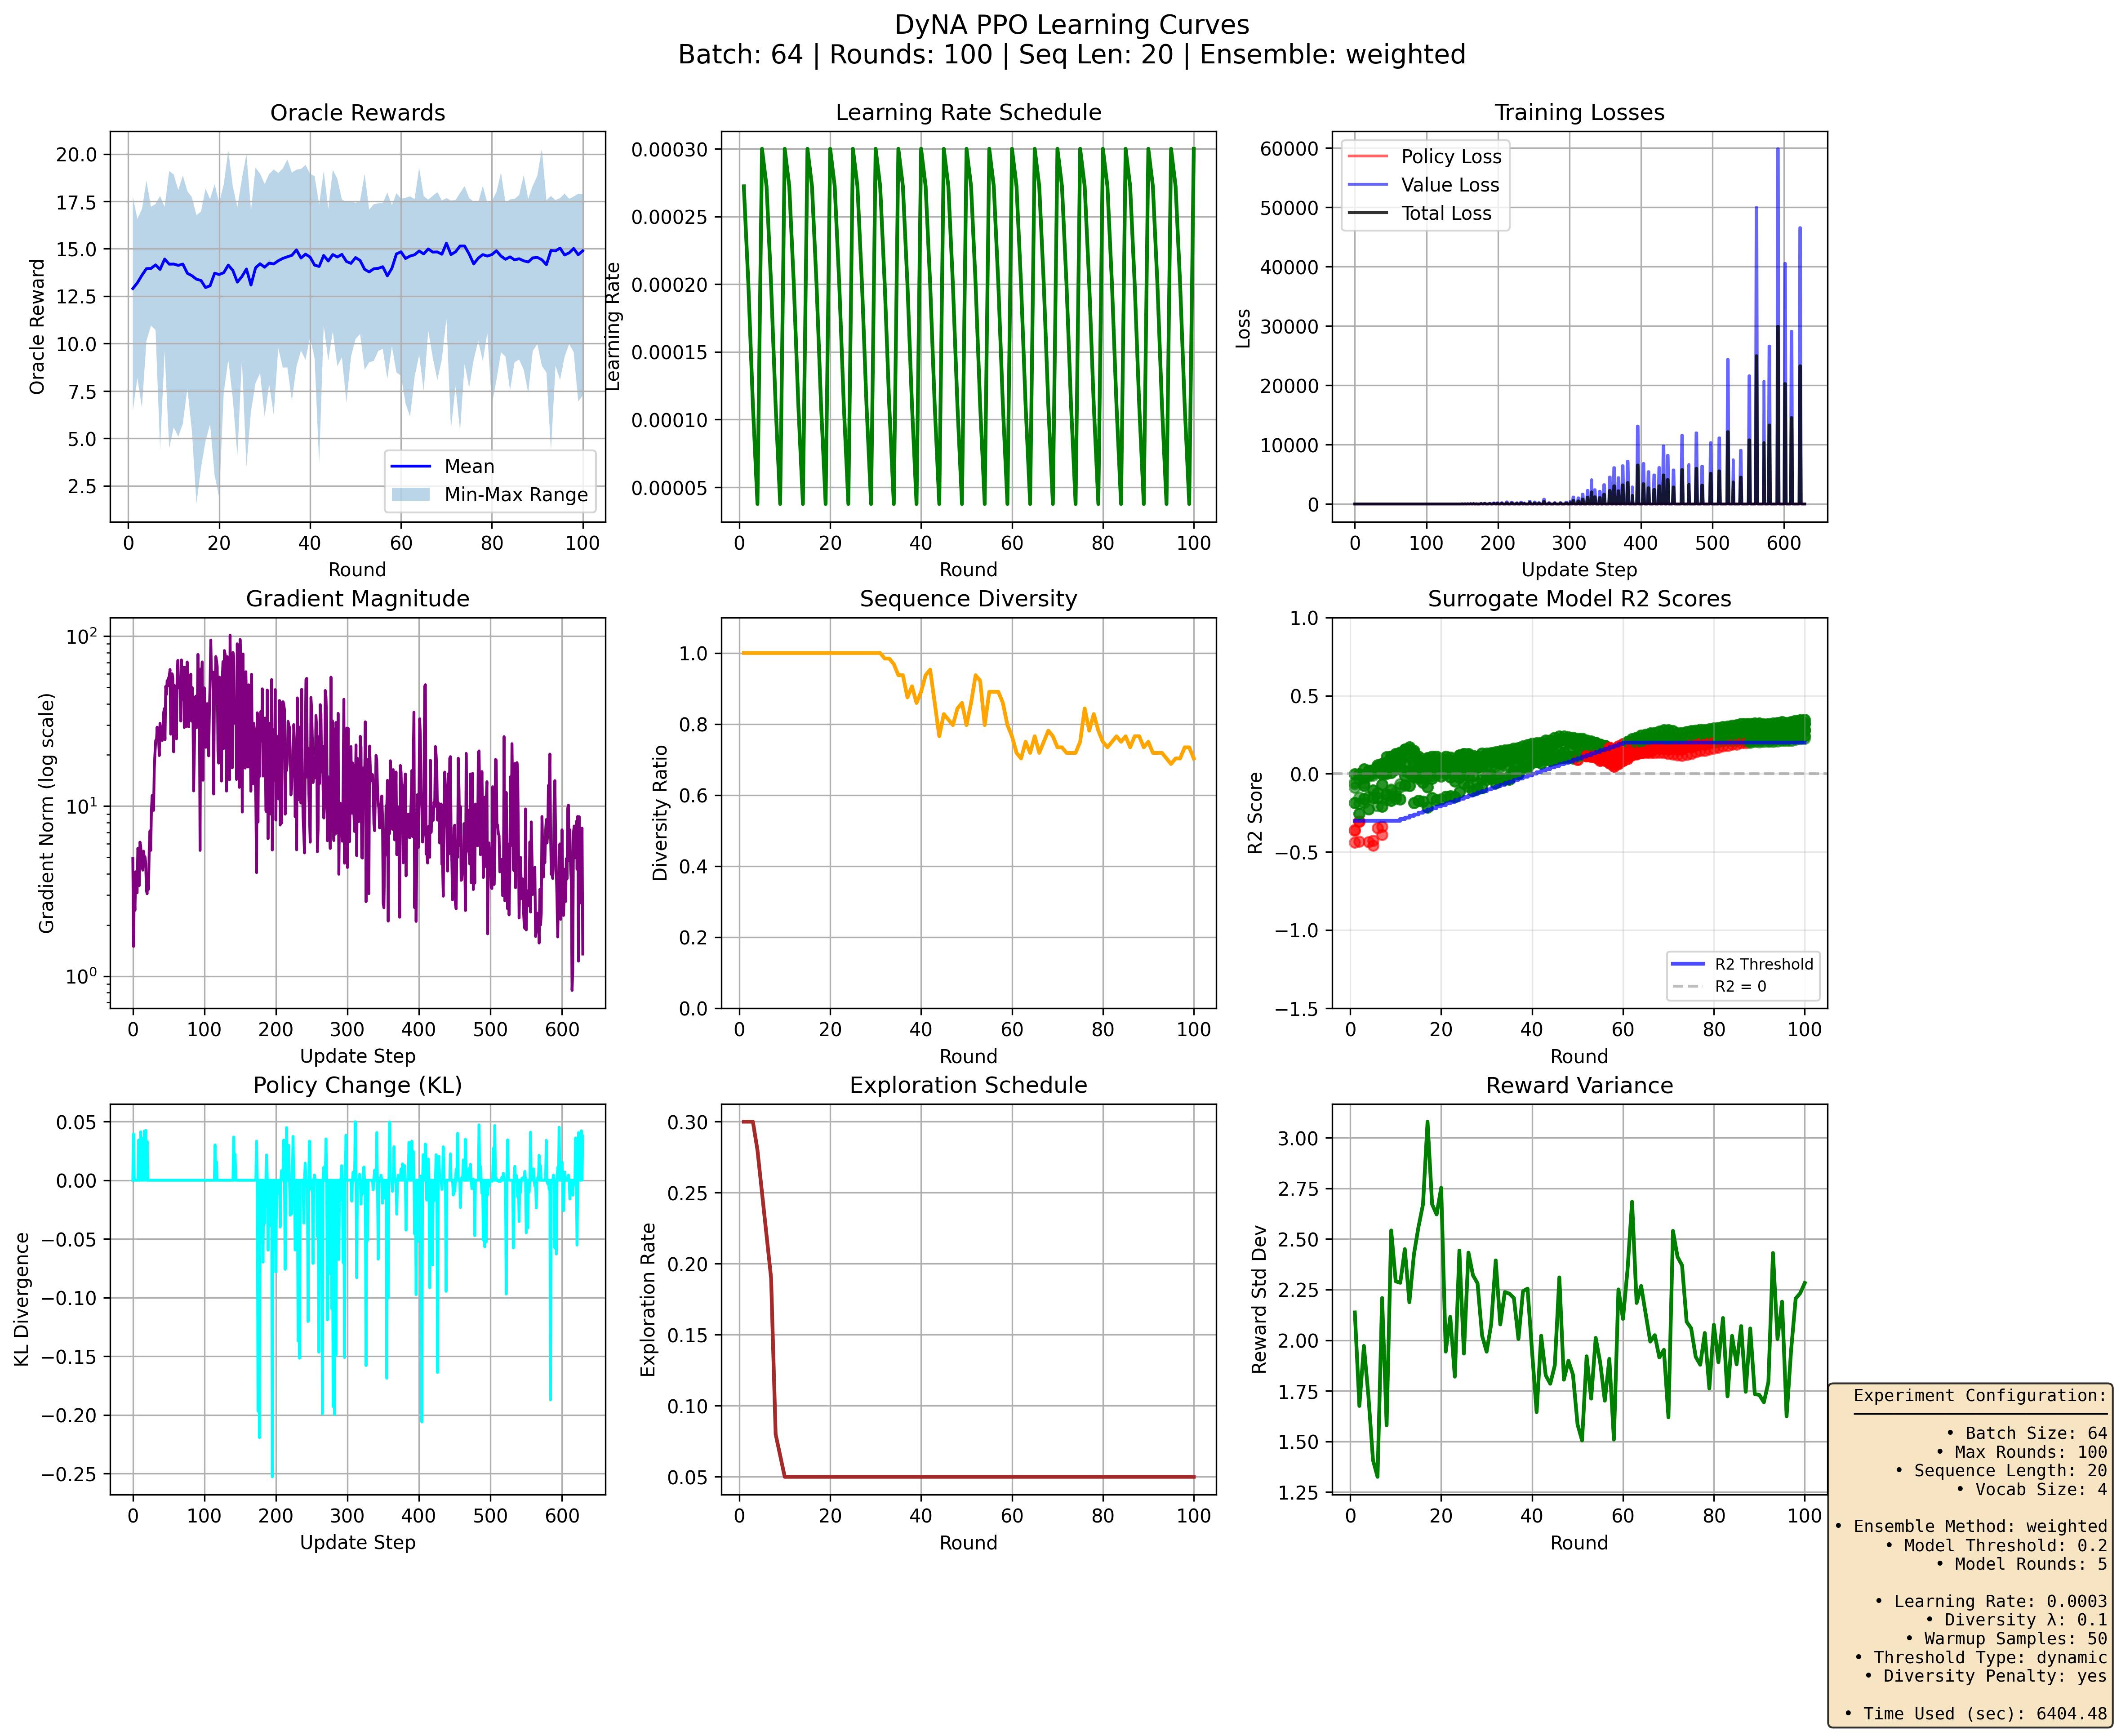 DyNA PPO Learning Curves
Batch: 64 | Rounds: 100 | Seq Len: 20 | Ensemble: weighted
Oracle Rewards
Oracle Reward
20.0
17.5
15.0
12.5
10.0
7.5
5.0
2.5
Mean
Min-Max Range
0 20 40 60 80 100
Round
Learning Rate Schedule
Learning Rate
0.00030
0.00025
0.00020
0.00015
0.00010
0.00005
0 20 40 60 80 100
Round
Training Losses
Loss
60000
50000
40000
30000
20000
10000
0
Policy Loss
Value Loss
Total Loss
0 100 200 300 400 500 600
Update Step
Gradient Magnitude
Gradient Norm (log scale)
10²
10¹
10⁰
0 100 200 300 400 500 600
Update Step
Sequence Diversity
Diversity Ratio
1.0
0.8
0.6
0.4
0.2
0.0
0 20 40 60 80 100
Round
Surrogate Model R2 Scores
R2 Score
1.0
0.5
0.0
−0.5
−1.0
−1.5
R2 Threshold
R2 = 0
0 20 40 60 80 100
Round
Policy Change (KL)
KL Divergence
0.05
0.00
−0.05
−0.10
−0.15
−0.20
−0.25
0 100 200 300 400 500 600
Update Step
Exploration Schedule
Exploration Rate
0.30
0.25
0.20
0.15
0.10
0.05
0 20 40 60 80 100
Round
Reward Variance
Reward Std Dev
3.00
2.75
2.50
2.25
2.00
1.75
1.50
1.25
0 20 40 60 80 100
Round
Experiment Configuration:
• Batch Size: 64
• Max Rounds: 100
• Sequence Length: 20
• Vocab Size: 4
• Ensemble Method: weighted
• Model Threshold: 0.2
• Model Rounds: 5
• Learning Rate: 0.0003
• Diversity λ: 0.1
• Warmup Samples: 50
• Threshold Type: dynamic
• Diversity Penalty: yes
• Time Used (sec): 6404.48